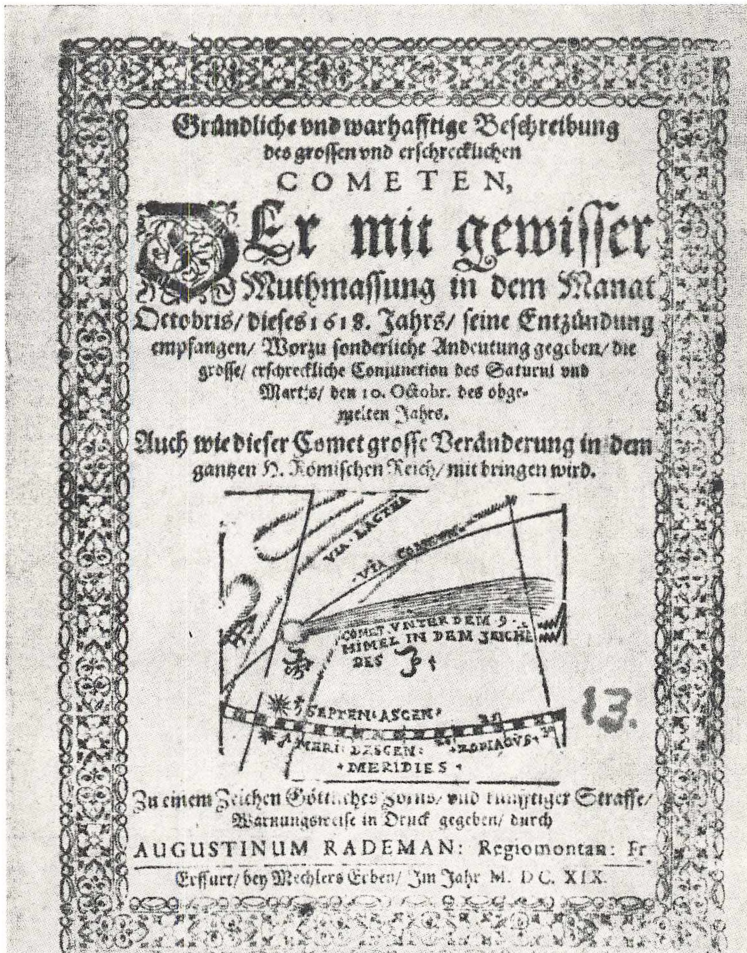 Gründliche vnd warhafftige Beschreibung
des grossen vnd erschrecklichen
COMETEN,
DEr mit gewisser
Muthmassung in dem Manat
Octobris/ dieses 1618. Jahrs/ seine Entzündung
empfangen/ Worzu sonderliche Andeutung gegeben/ die
grosse/ erschreckliche Conjunction des Saturni vnd
Martis/ den 10. Octobr. des obge-
melten Jahrs.
Auch wie dieser Comet grosse Veränderung in dem
gantzen H. Römischen Reich/ mit bringen wird.
VIA LACTEA
VIA COMETAE
COMET VNTER DEM 9
HIMEL IN DEM ZEICHE
DES
13.
SEPTEN: ASCEN:
MERI: DESCEN: ZODIACVS
MERIDIES
Zu einem Zeichen Göttliches Zorns/ vnd künfftiger Straffe/
Warnungsweise in Druck gegeben/ durch
AUGUSTINUM RADEMAN: Regiomontan: Fr
Erffurt/ bey Mechlers Erben/ Im Jahr M. DC. XIX.